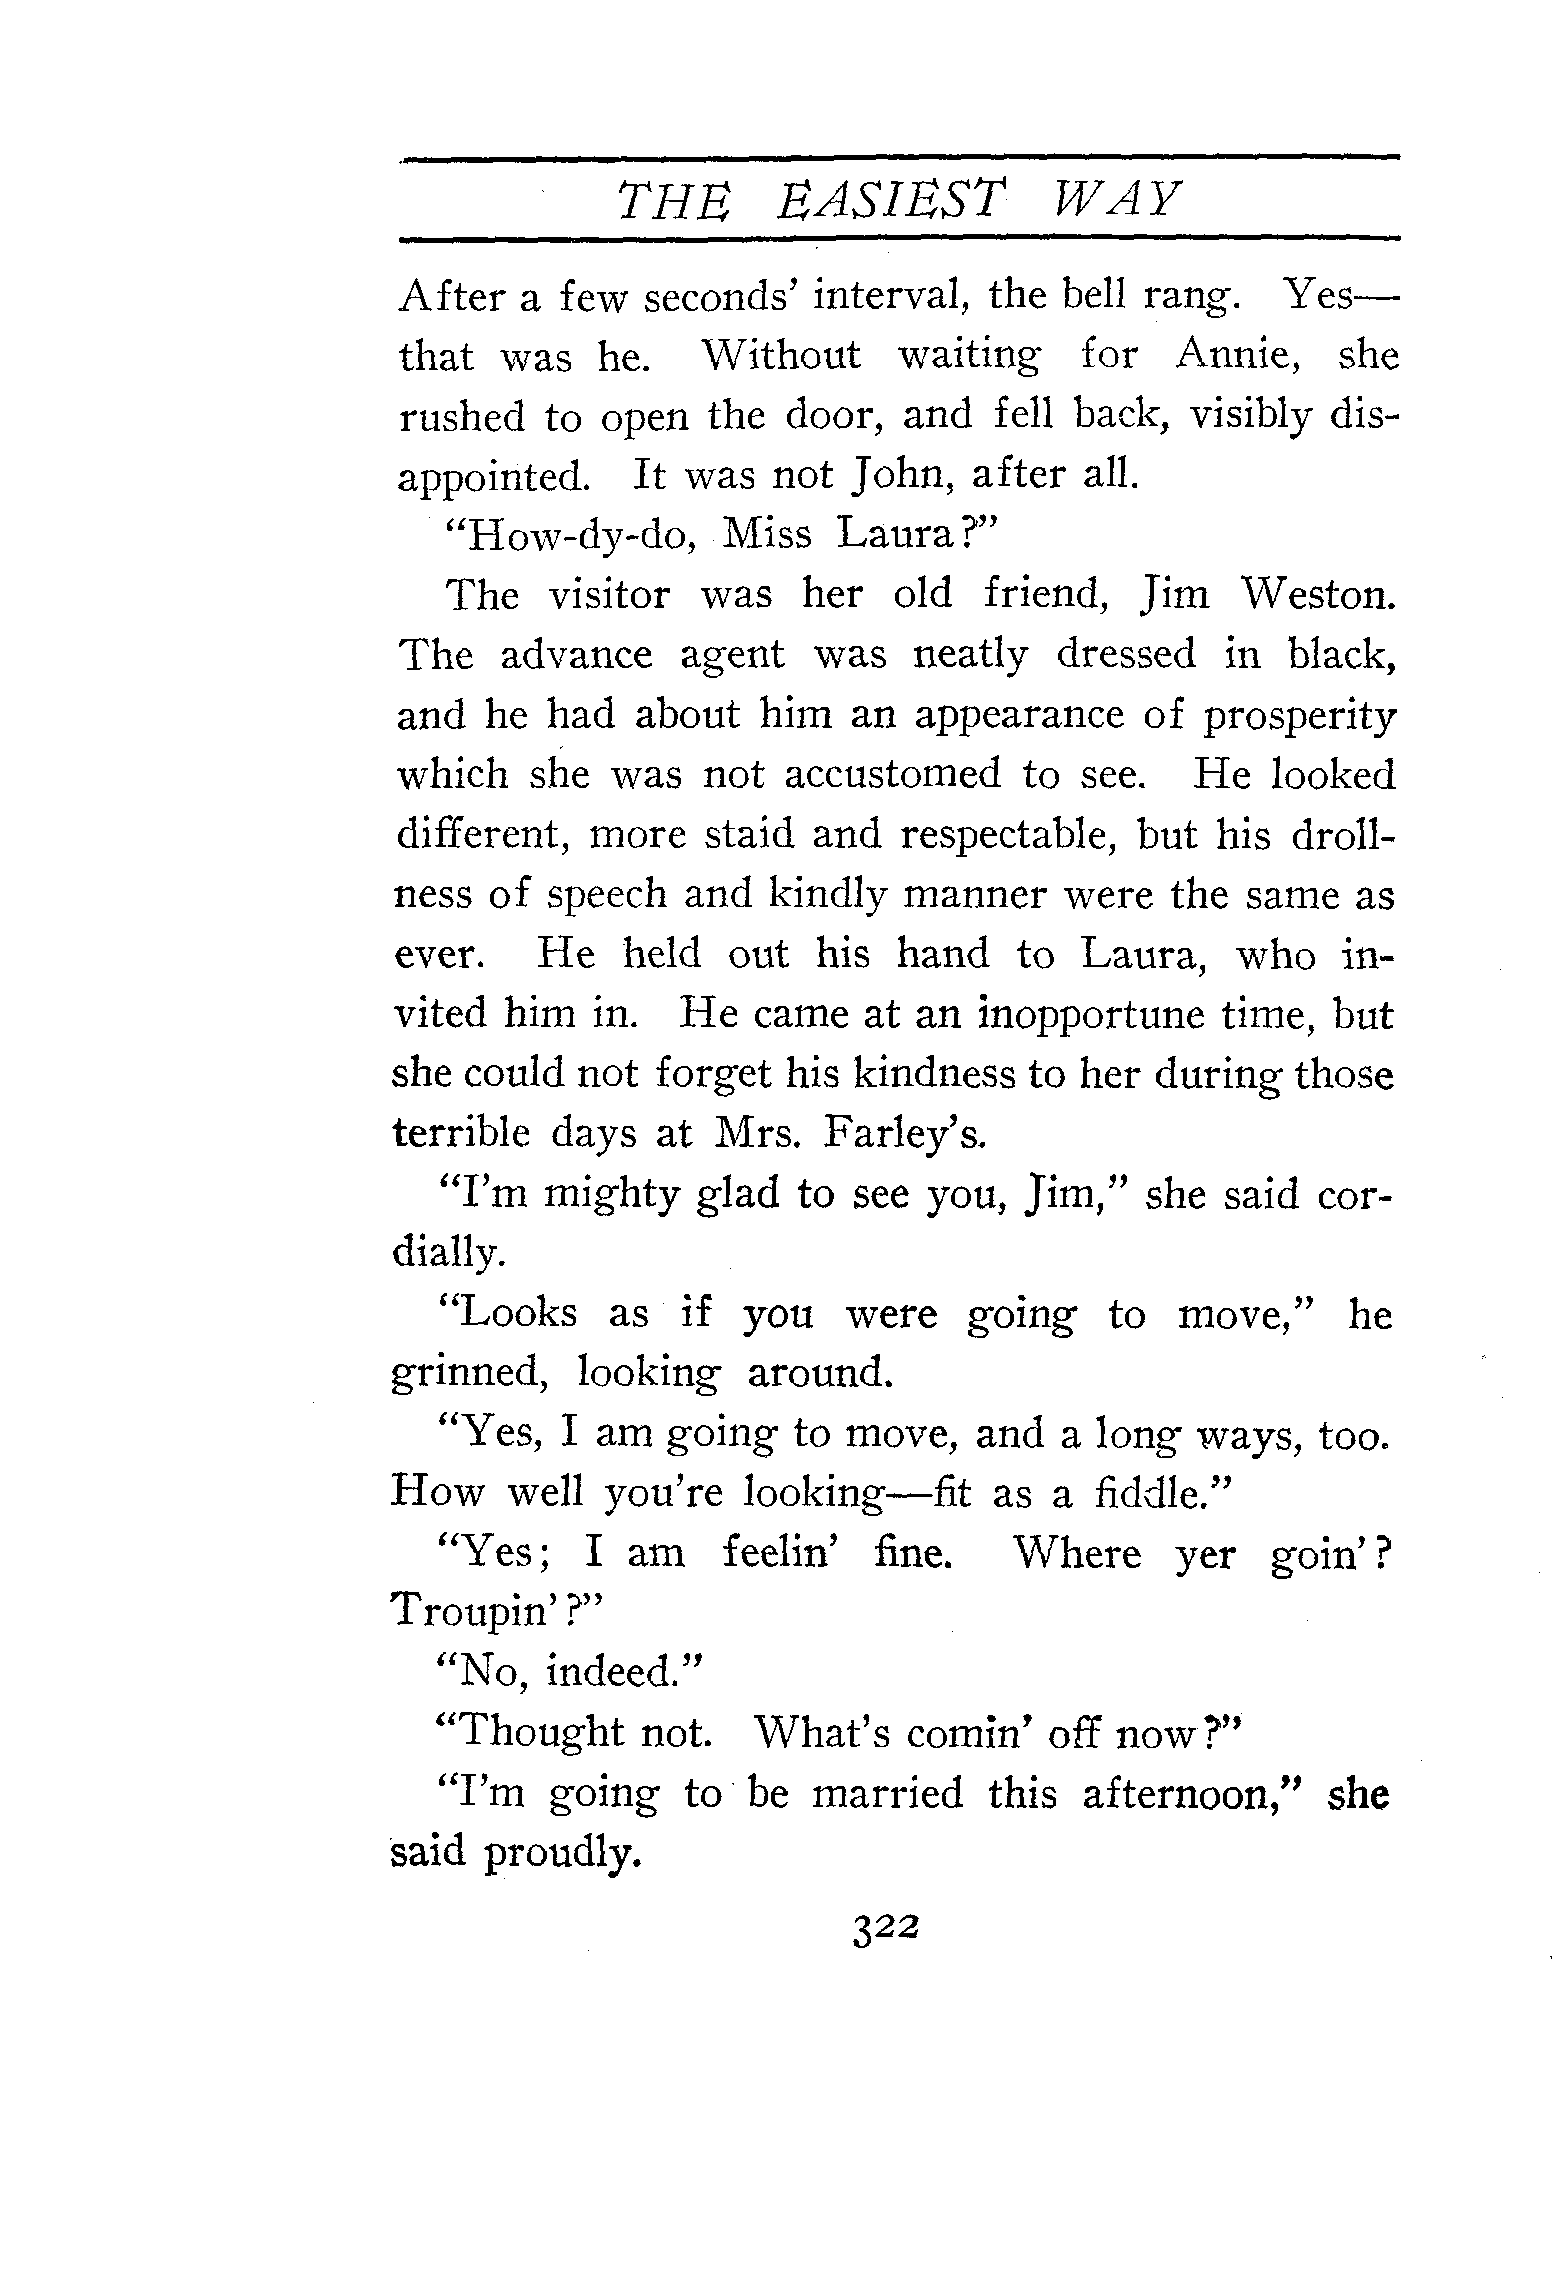 THE EASIEST WAY
After a few seconds' interval, the bell rang. Yes—
that was he. Without waiting for Annie, she
rushed to open the door, and fell back, visibly dis-
appointed. It was not John, after all.
"How-dy-do, Miss Laura?"
The visitor was her old friend, Jim Weston.
The advance agent was neatly dressed in black,
and he had about him an appearance of prosperity
which she was not accustomed to see. He looked
different, more staid and respectable, but his droll-
ness of speech and kindly manner were the same as
ever. He held out his hand to Laura, who in-
vited him in. He came at an inopportune time, but
she could not forget his kindness to her during those
terrible days at Mrs. Farley's.
"I'm mighty glad to see you, Jim," she said cor-
dially.
"Looks as if you were going to move," he
grinned, looking around.
"Yes, I am going to move, and a long ways, too.
How well you're looking—fit as a fiddle."
"Yes; I am feelin' fine. Where yer goin'?
Troupin'?"
"No, indeed."
"Thought not. What's comin' off now?"
"I'm going to be married this afternoon," she
said proudly.
322